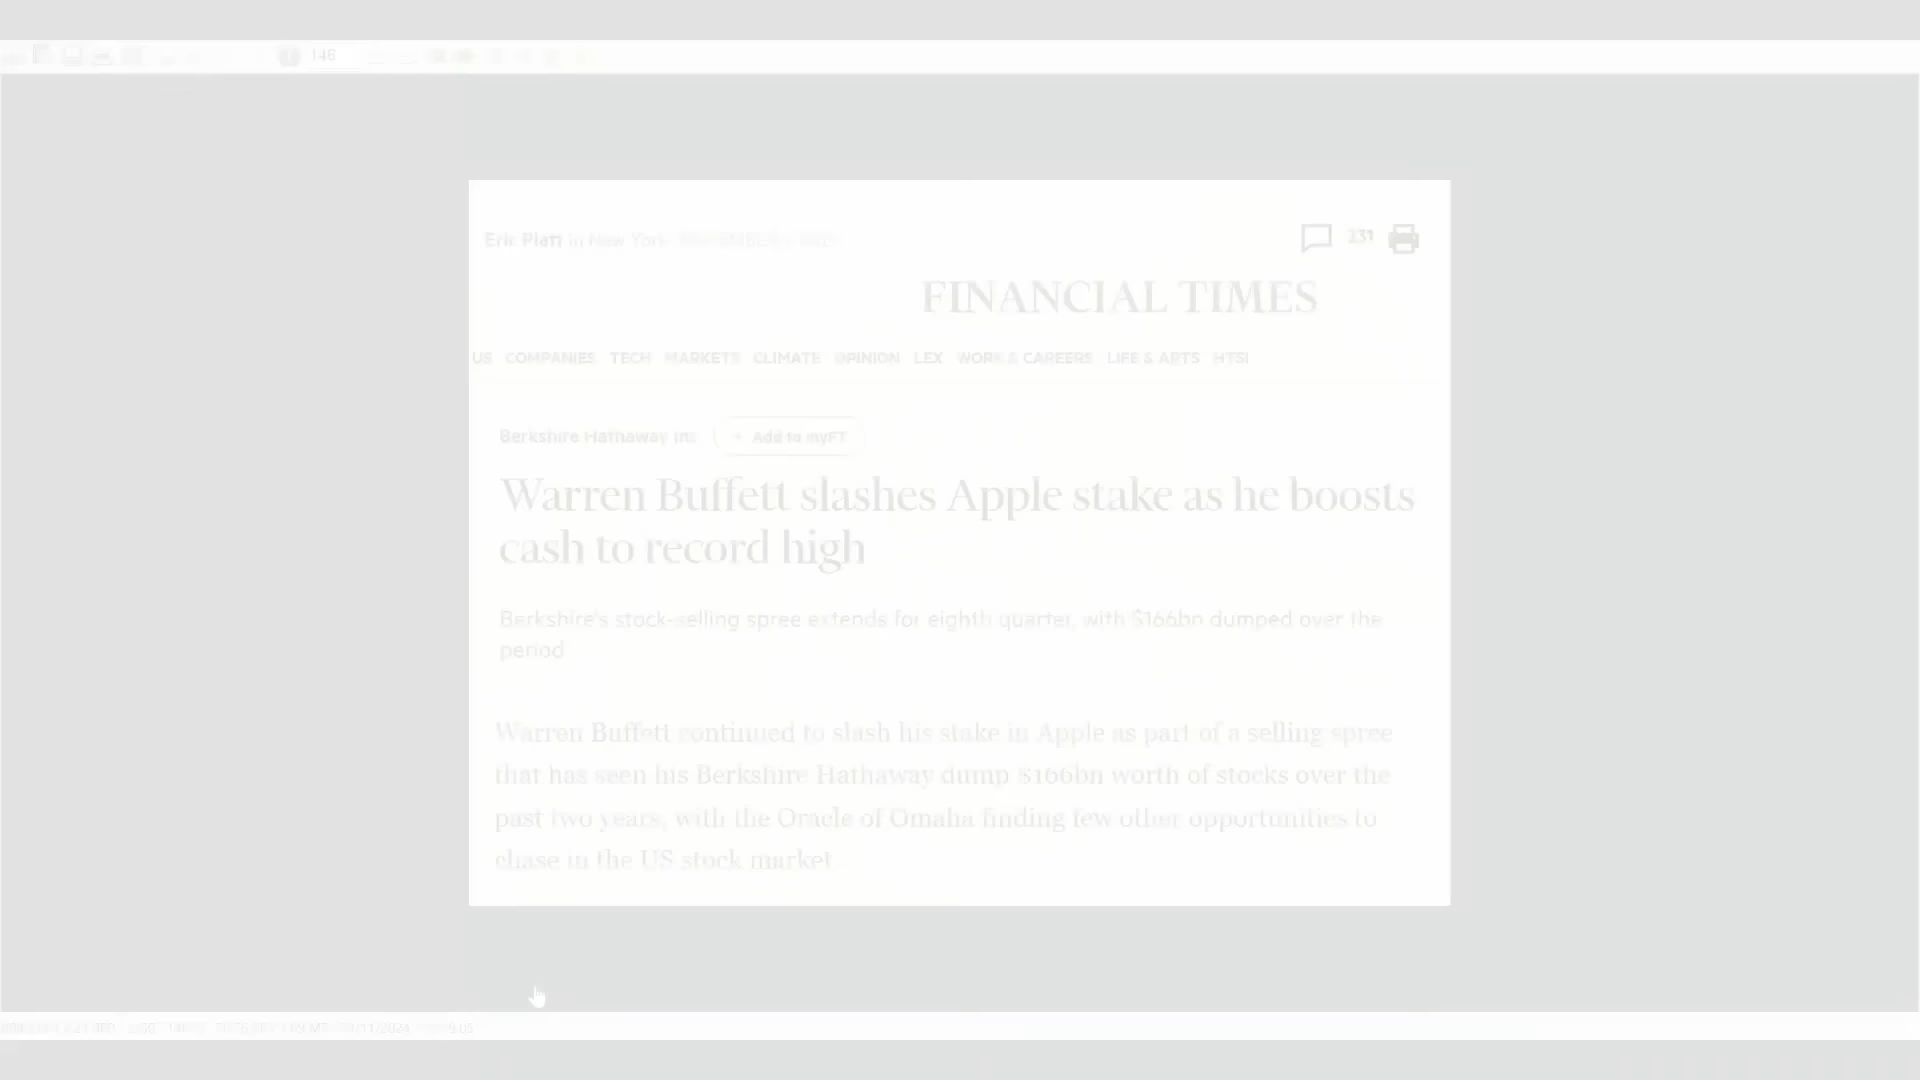 146
Eric Platt in New York
231
FINANCIAL TIMES
US COMPANIES TECH MARKETS CLIMATE OPINION LEX WORK & CAREERS LIFE & ARTS HTSI
Berkshire Hathaway Inc + Add to myFT
Warren Buffett slashes Apple stake as he boosts
cash to record high
Berkshire's stock-selling spree extends for eighth quarter, with $166bn dumped over the
period
Warren Buffett continued to slash his stake in Apple as part of a selling spree
that has seen his Berkshire Hathaway dump $166bn worth of stocks over the
past two years, with the Oracle of Omaha finding few other opportunities to
chase in the US stock market